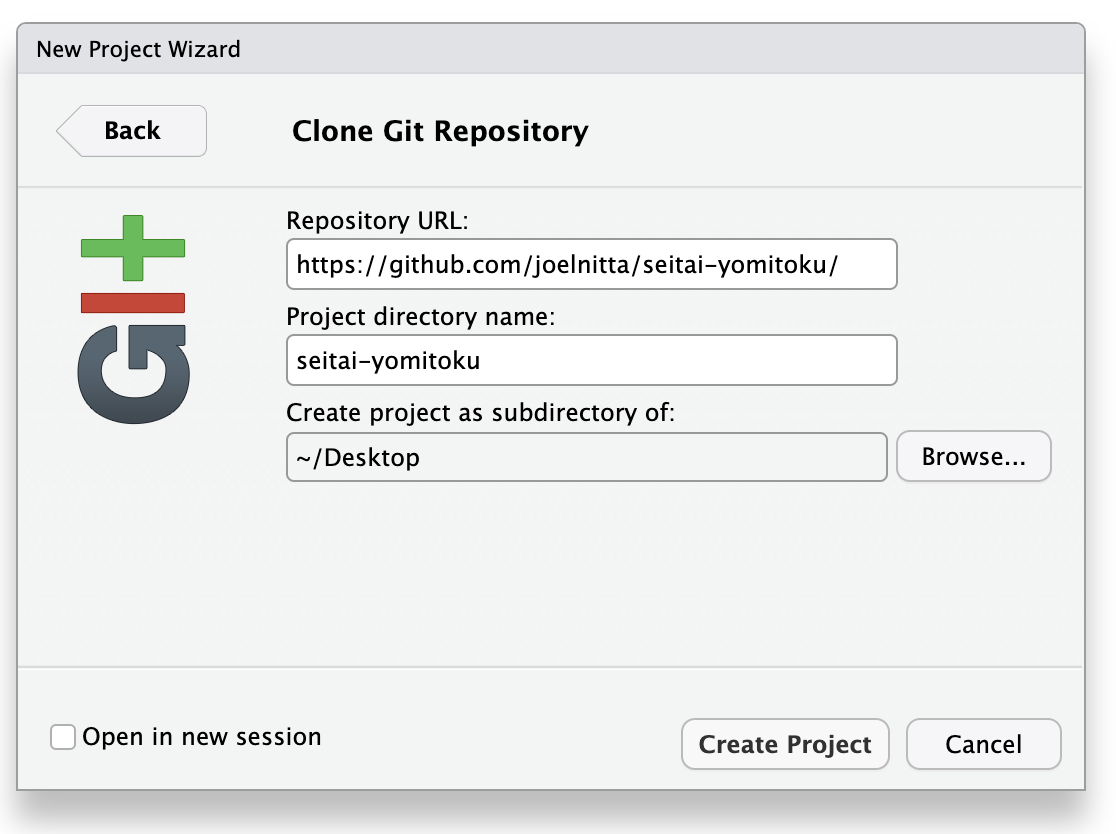 New Project Wizard
Back
Clone Git Repository
GIT
Repository URL:
https://github.com/joelnitta/seitai-yomitoku/
Project directory name:
seitai-yomitoku
Create project as subdirectory of:
~/Desktop
Browse...
Open in new session
Create Project
Cancel